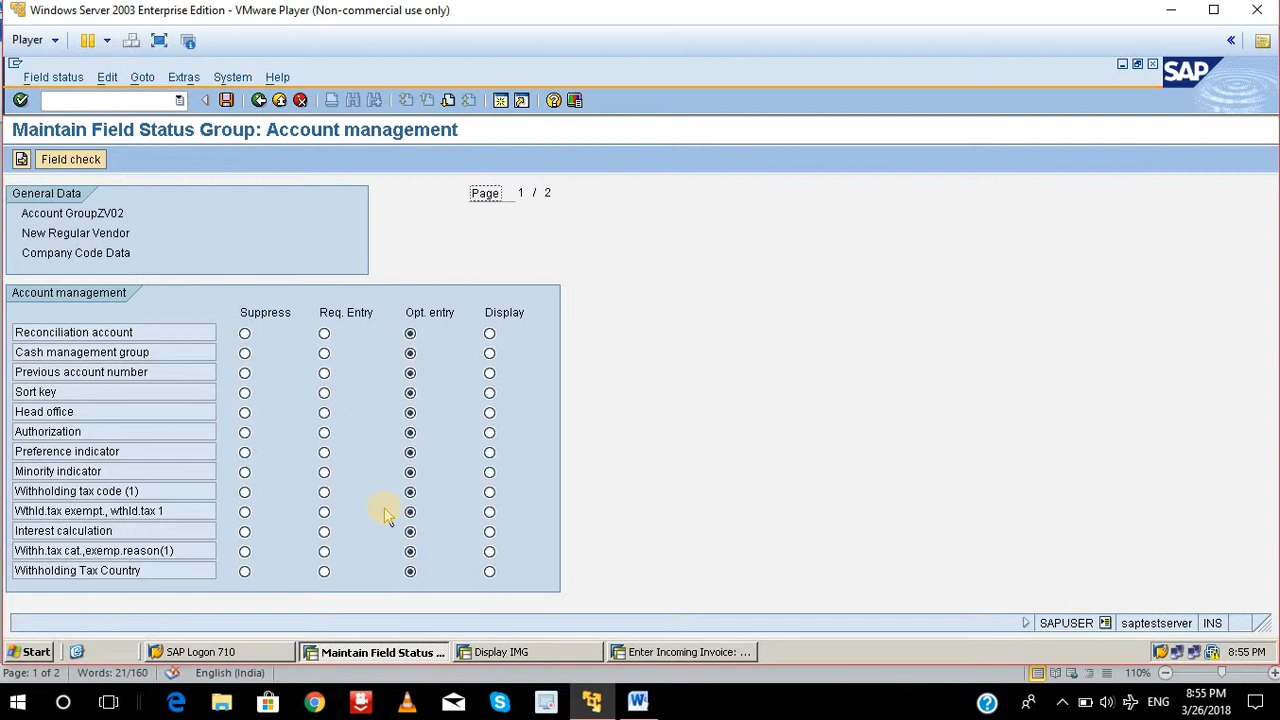 Windows Server 2003 Enterprise Edition - VMware Player (Non-commercial use only)
Player
Field status Edit Goto Extras System Help
SAP
Maintain Field Status Group: Account management
Field check
General Data
Page 1 / 2
Account GroupZV02
New Regular Vendor
Company Code Data
Account management
Suppress Req. Entry Opt. entry Display
Reconciliation account
Cash management group
Previous account number
Sort key
Head office
Authorization
Preference indicator
Minority indicator
Withholding tax code (1)
Wthld.tax exempt., wthld.tax 1
Interest calculation
Withh.tax cat.,exemp.reason(1)
Withholding Tax Country
SAPUSER saptestserver INS
Start SAP Logon 710 Maintain Field Status ... Display IMG Enter Incoming Invoice: ... 8:55 PM
Page: 1 of 2 Words: 21/160 English (India) 110%
ENG 8:55 PM
3/26/2018